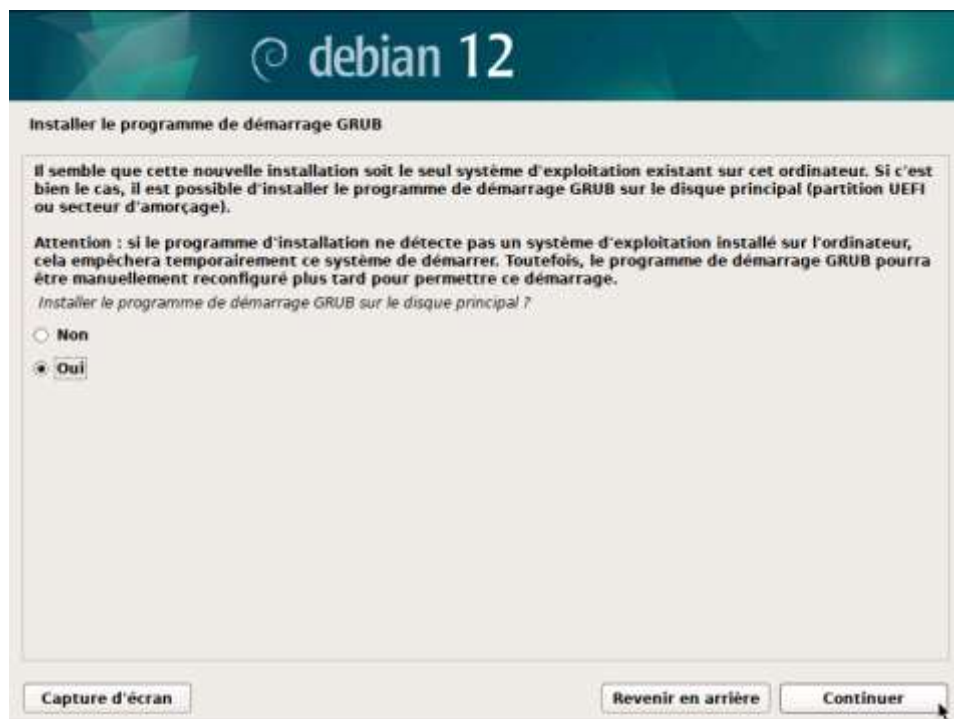 debian 12
Installer le programme de démarrage GRUB
Il semble que cette nouvelle installation soit le seul système d'exploitation existant sur cet ordinateur. Si c'est
bien le cas, il est possible d'installer le programme de démarrage GRUB sur le disque principal (partition UEFI
ou secteur d'amorçage).
Attention : si le programme d'installation ne détecte pas un système d'exploitation installé sur l'ordinateur,
cela empêchera temporairement ce système de démarrer. Toutefois, le programme de démarrage GRUB pourra
être manuellement reconfiguré plus tard pour permettre ce démarrage.
Installer le programme de démarrage GRUB sur le disque principal ?
Non
Oui
Capture d'écran
Revenir en arrière
Continuer